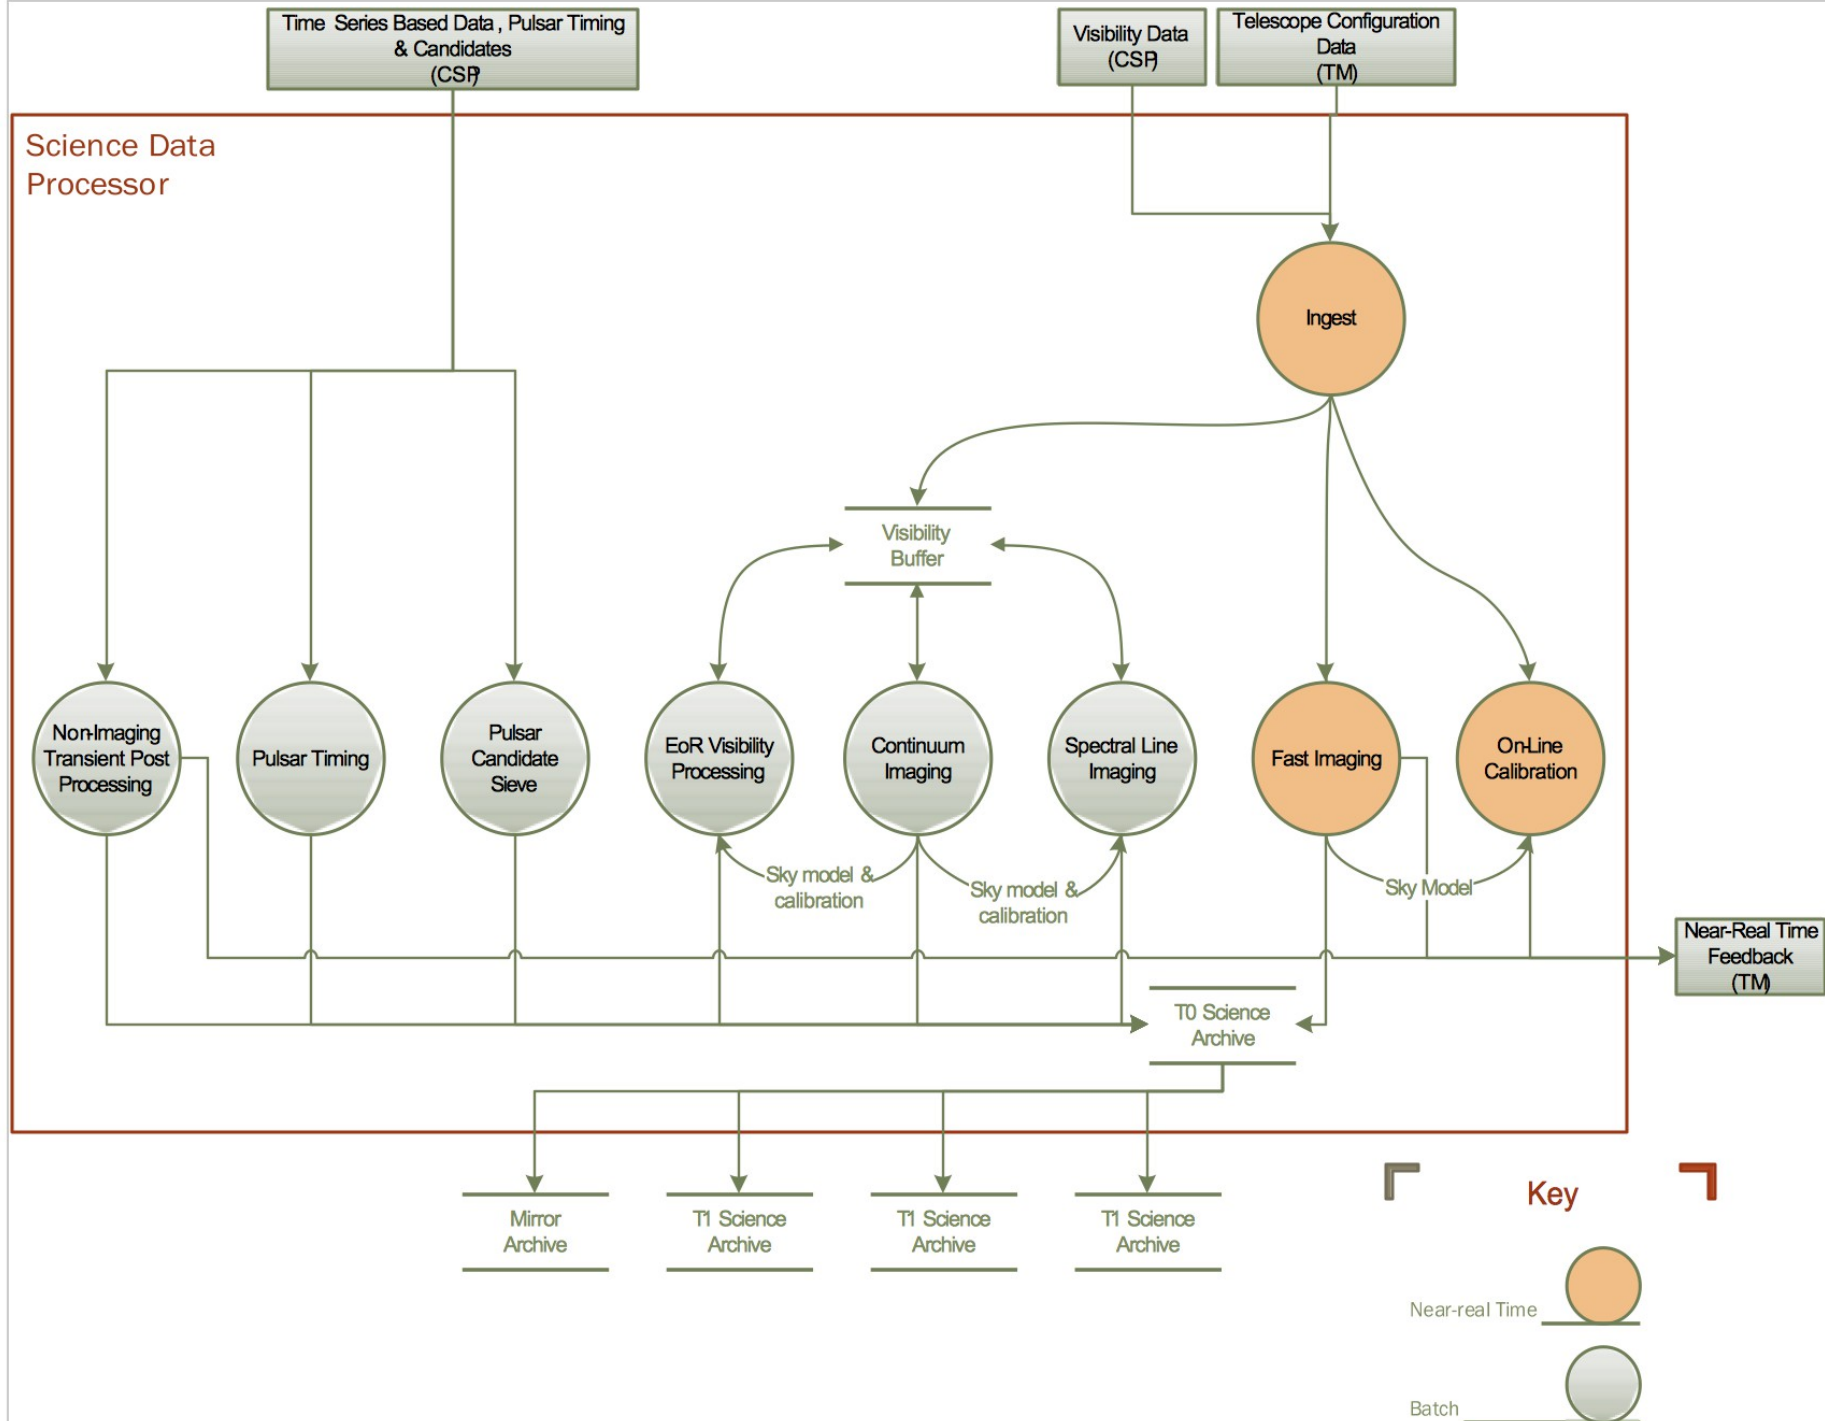 Time Series Based Data , Pulsar Timing
& Candidates
(CSP)
Visibility Data
(CSP)
Telescope Configuration
Data
(TM)
Science Data
Processor
Ingest
Visibility
Buffer
Non-Imaging
Transient Post
Processing
Pulsar Timing
Pulsar
Candidate
Sieve
EoR Visibility
Processing
Continuum
Imaging
Spectral Line
Imaging
Fast Imaging
On-Line
Calibration
Sky model &
calibration
Sky model &
calibration
Sky Model
Near-Real Time
Feedback
(TM)
T0 Science
Archive
Mirror
Archive
T1 Science
Archive
T1 Science
Archive
T1 Science
Archive
Key
Near-real Time
Batch